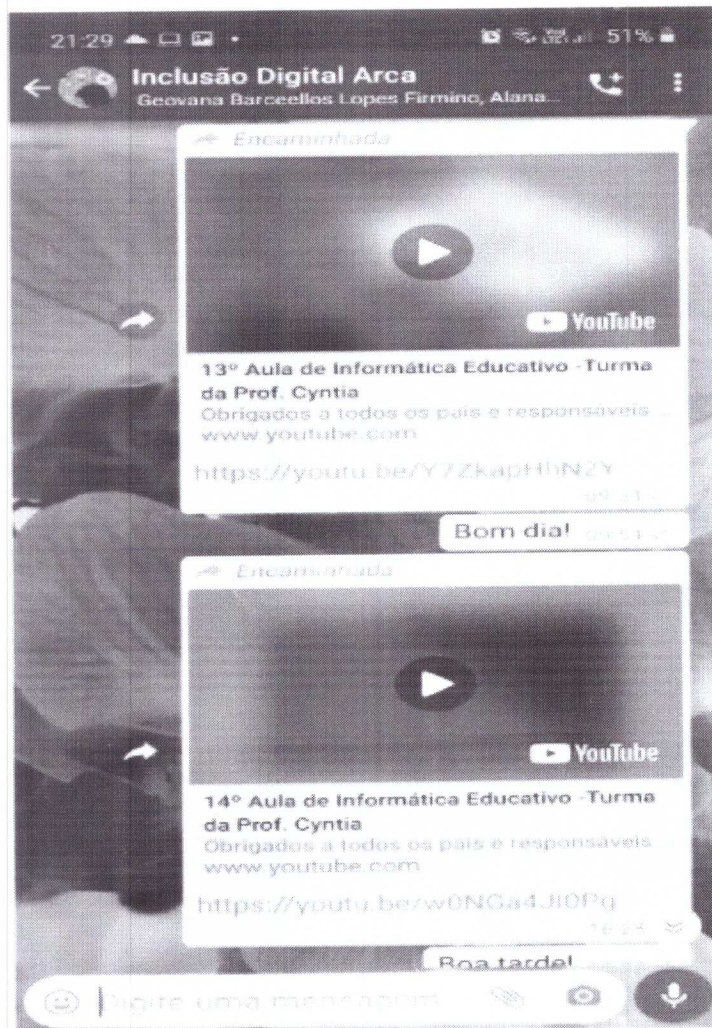 21:29 51%
Inclusão Digital Arca
Geovana Barcellos Lopes Firmino, Alana...
Encaminhada
YouTube
13º Aula de Informática Educativo -Turma
da Prof. Cyntia
Obrigados a todos os pais e responsáveis ...
www.youtube.com
https://youtu.be/Y7ZkapHhN2Y
Bom dia!
Encaminhada
YouTube
14º Aula de Informática Educativo -Turma
da Prof. Cyntia
Obrigados a todos os pais e responsáveis ...
www.youtube.com
https://youtu.be/w0NGa4JI0Pg
16:28
Boa tarde!
Digite uma mensagem